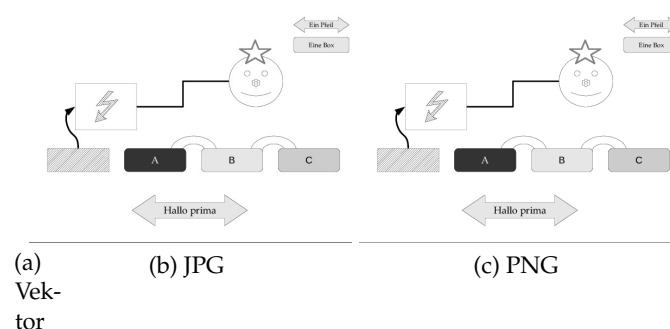 Ein Pfeil
Eine Box
A
B
C
Hallo prima
Ein Pfeil
Eine Box
A
B
C
Hallo prima
(a)
Vek-
tor
(b) JPG
(c) PNG